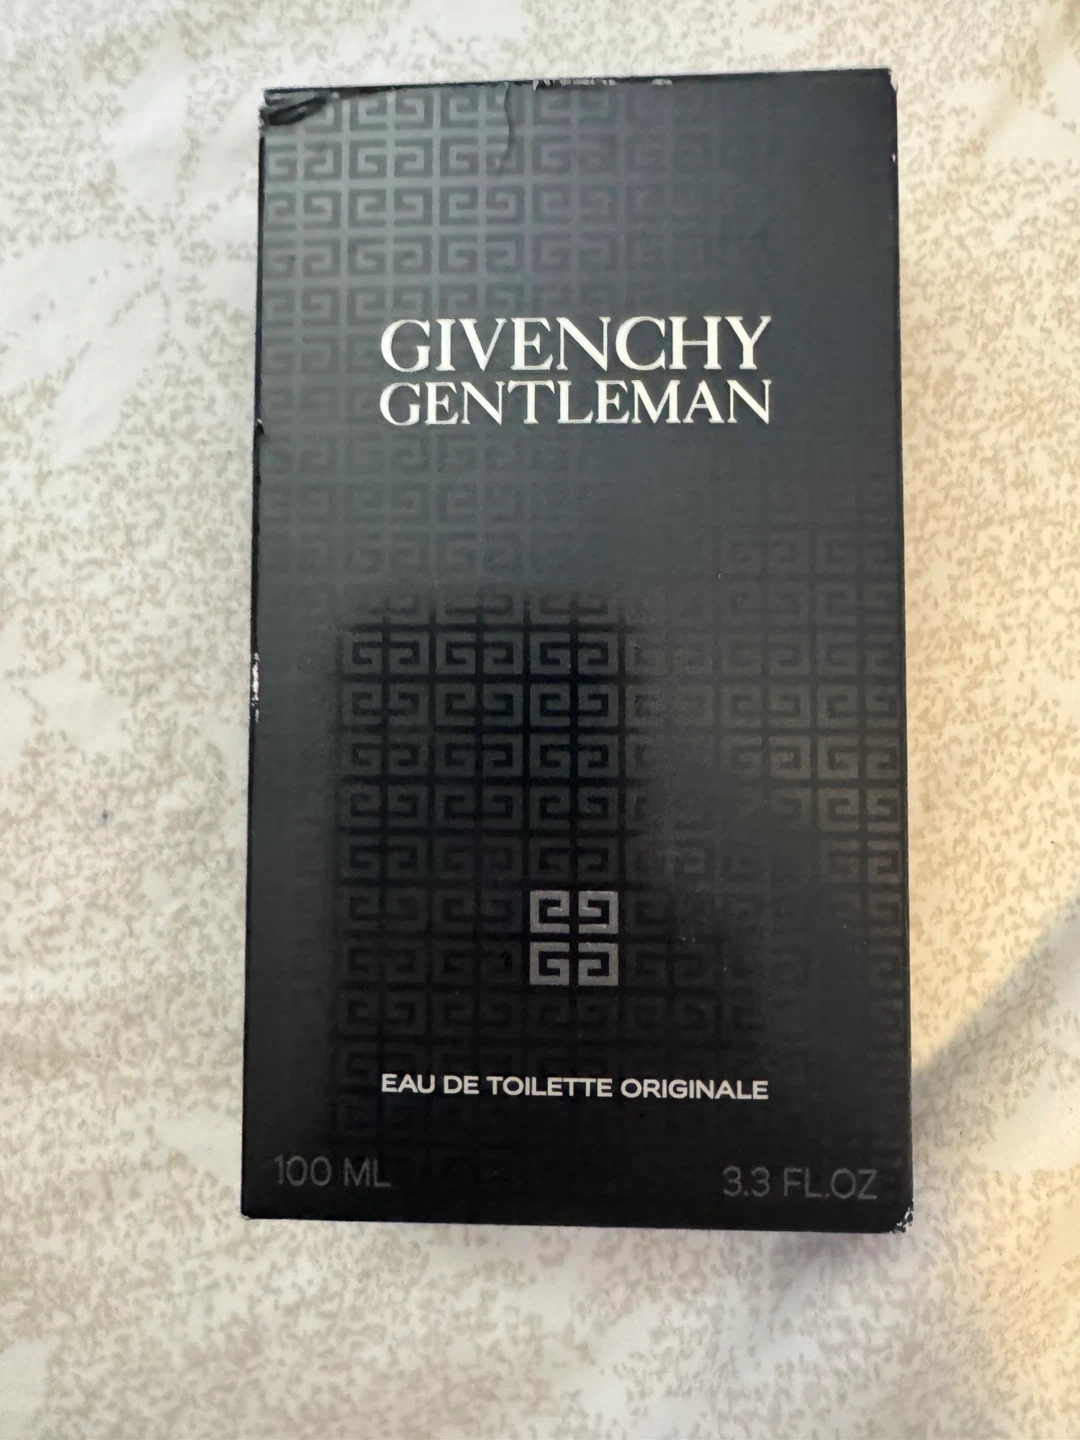 GIVENCHY
GENTLEMAN
EAU DE TOILETTE ORIGINALE
100 ML 3.3 FL.OZ